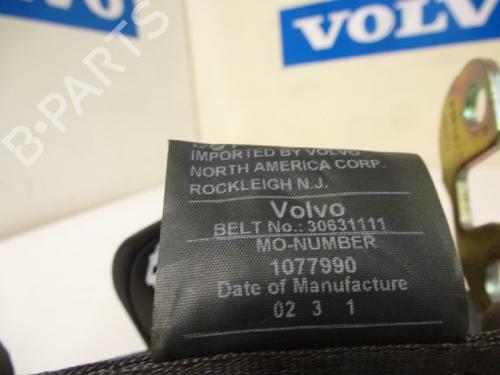 VOLVO
VOLVO
B-PARTS
IMPORTED BY VOLVO
NORTH AMERICA CORP.
ROCKLEIGH N.J.
Volvo
BELT No.: 30631111
MO-NUMBER
1077990
Date of Manufacture
02 3 1